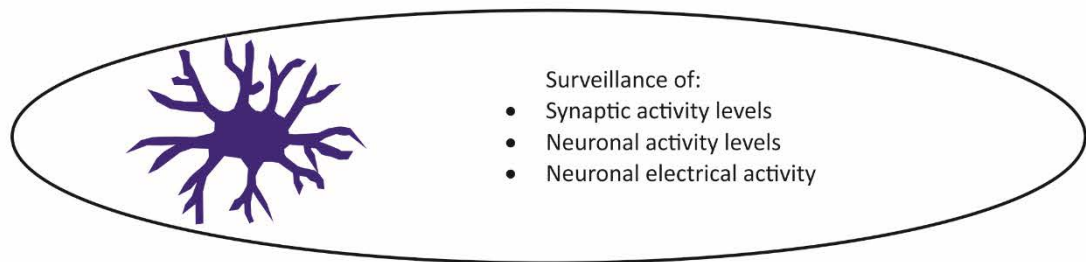 Surveillance of:
• Synaptic activity levels
• Neuronal activity levels
• Neuronal electrical activity